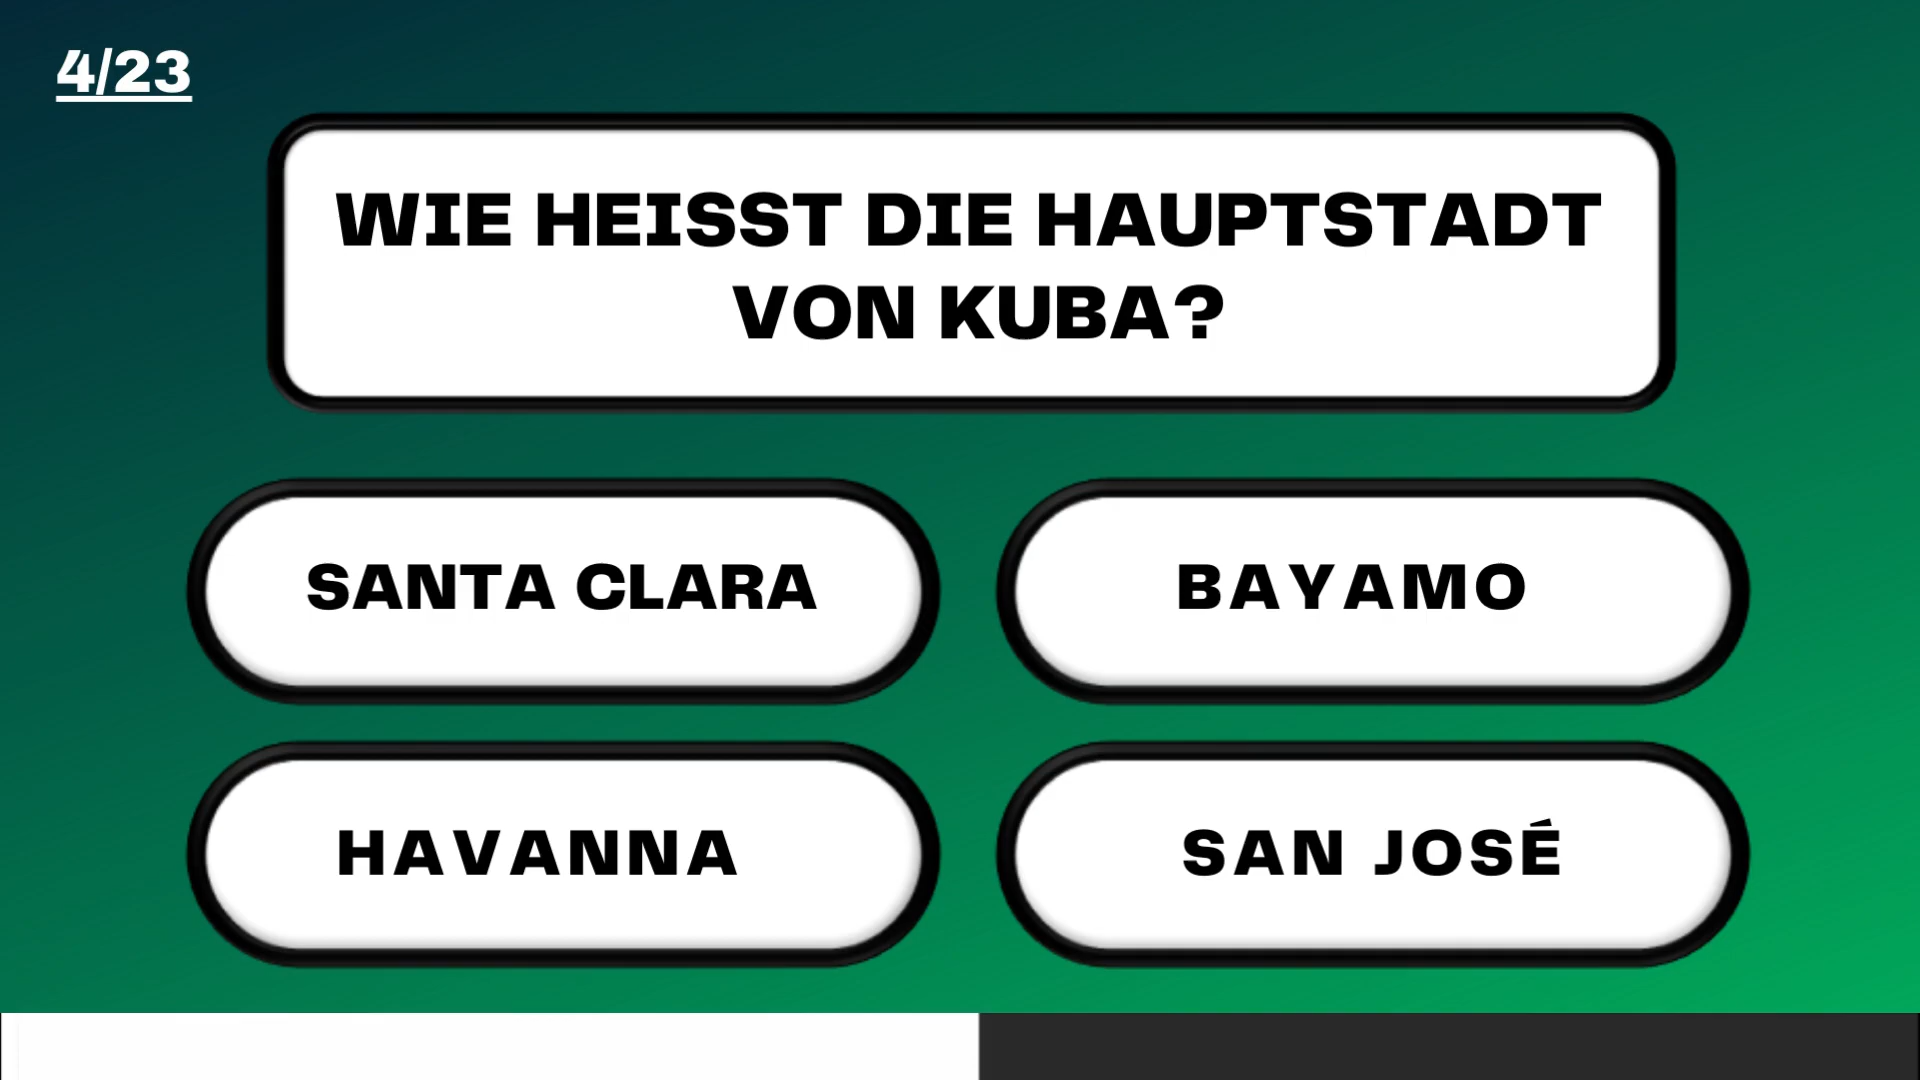 4/23
WIE HEISST DIE HAUPTSTADT
VON KUBA?
SANTA CLARA
BAYAMO
HAVANNA
SAN JOSÉ